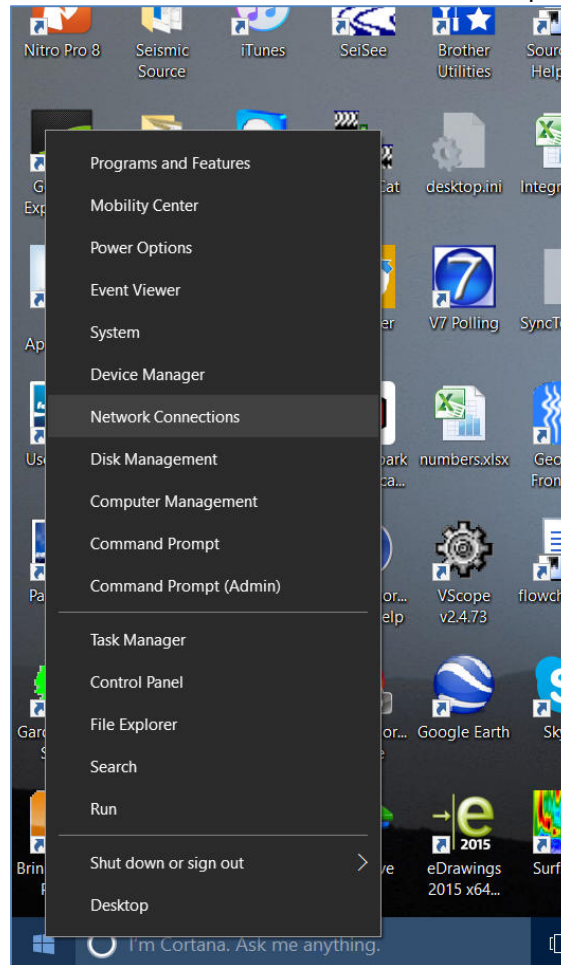 Nitro Pro 8
Seismic
Source
iTunes
SeiSee
Brother
Utilities
desktop.ini
V7 Polling
numbers.xlsx
VScope
v2.4.73
Google Earth
2015
eDrawings
2015 x64...
Programs and Features
Mobility Center
Power Options
Event Viewer
System
Device Manager
Network Connections
Disk Management
Computer Management
Command Prompt
Command Prompt (Admin)
Task Manager
Control Panel
File Explorer
Search
Run
Shut down or sign out
Desktop
I'm Cortana. Ask me anything.